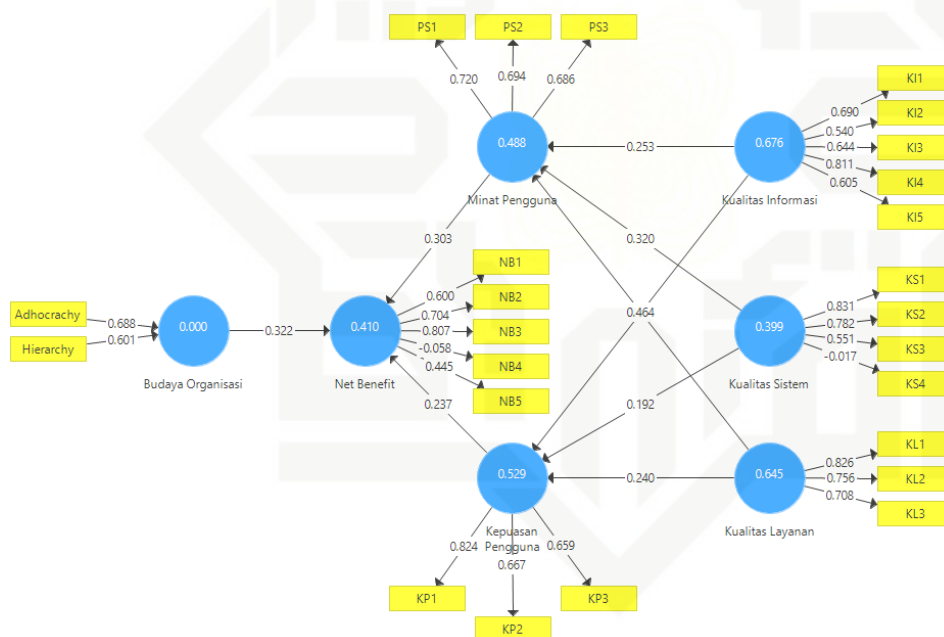 PS1
PS2
PS3
0.720
0.694
0.686
0.488
Minat Pengguna
0.253
0.676
Kualitas Informasi
KI1
KI2
KI3
KI4
KI5
0.690
0.540
0.644
0.811
0.605
0.303
0.320
0.464
Adhocrachy
Hierarchy
0.688
0.601
0.000
Budaya Organisasi
0.322
0.410
Net Benefit
0.600
0.704
0.807
-0.058
0.445
NB1
NB2
NB3
NB4
NB5
0.399
Kualitas Sistem
0.831
0.782
0.551
-0.017
KS1
KS2
KS3
KS4
0.237
0.192
0.529
Kepuasan
Pengguna
0.240
0.645
Kualitas Layanan
0.826
0.756
0.708
KL1
KL2
KL3
0.824
0.667
0.659
KP1
KP2
KP3